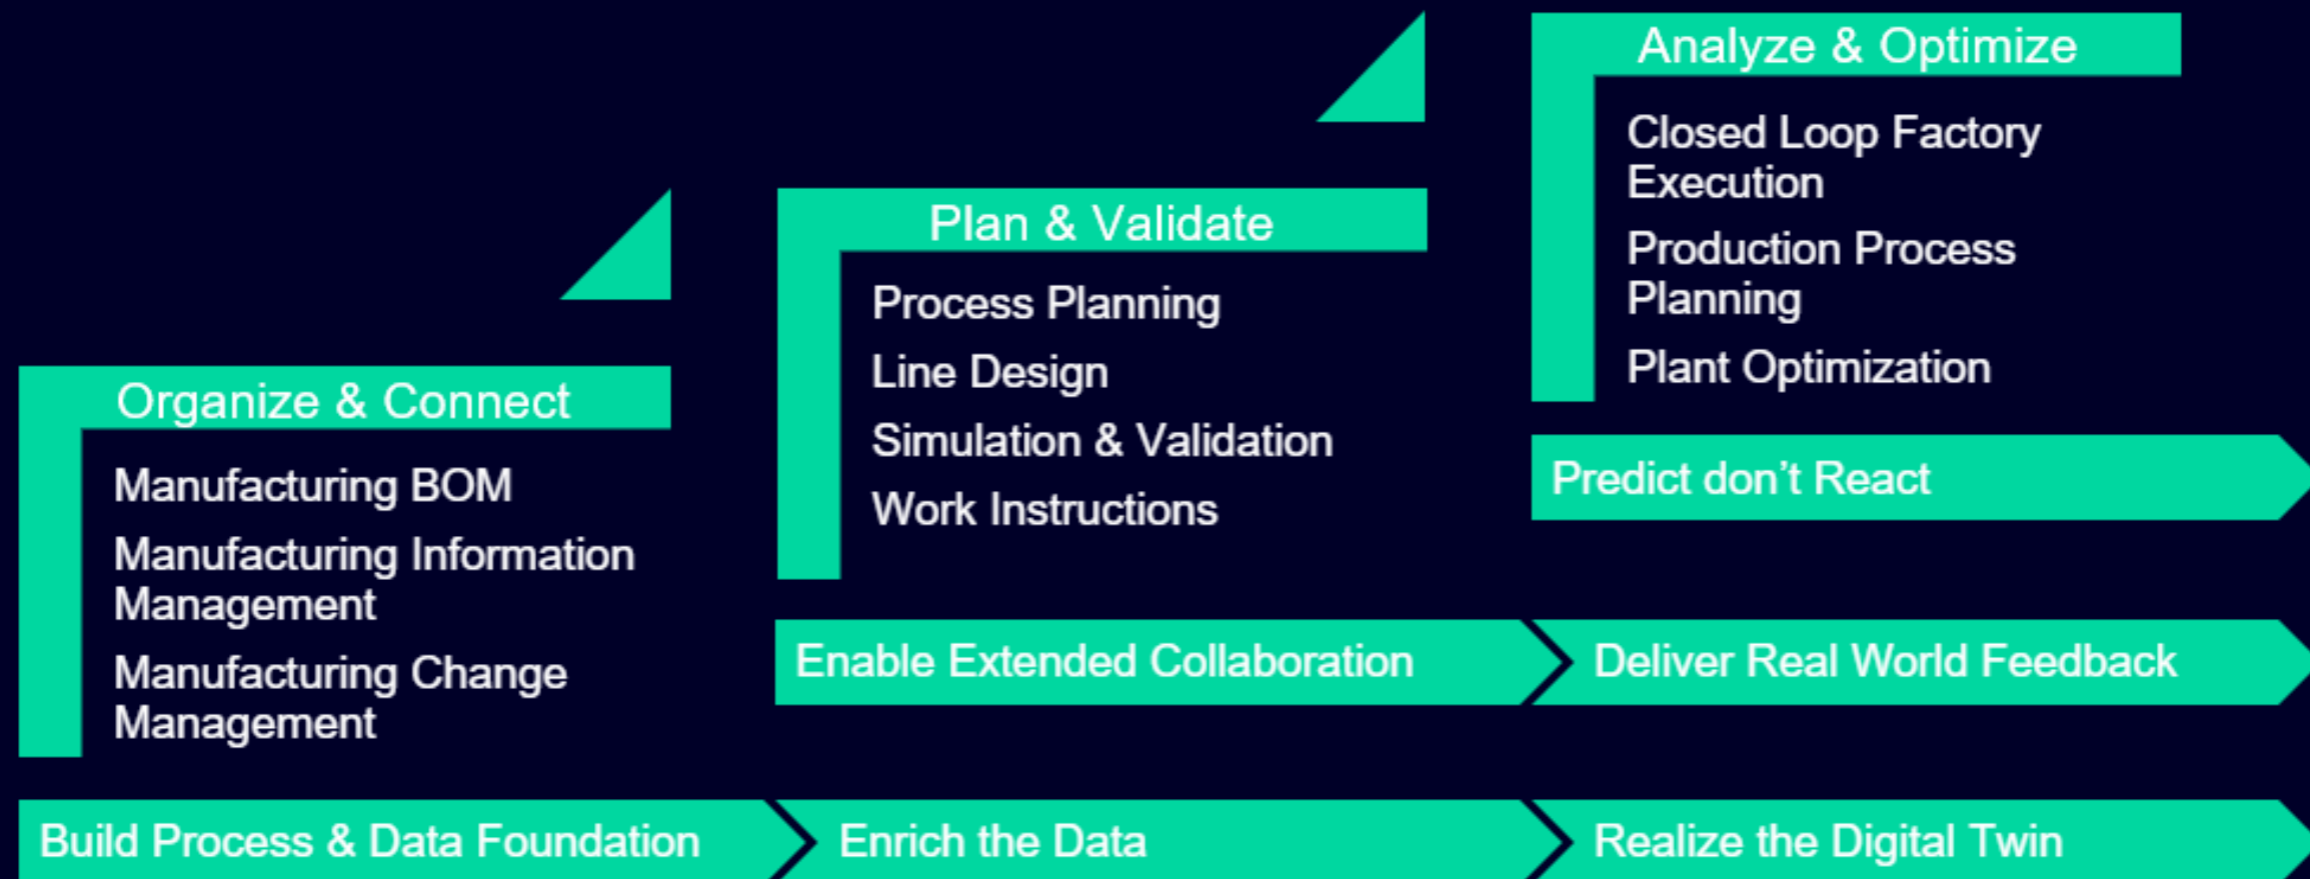 Organize & Connect
Manufacturing BOM
Manufacturing Information
Management
Manufacturing Change
Management
Plan & Validate
Process Planning
Line Design
Simulation & Validation
Work Instructions
Analyze & Optimize
Closed Loop Factory
Execution
Production Process
Planning
Plant Optimization
Predict don’t React
Enable Extended Collaboration
Deliver Real World Feedback
Build Process & Data Foundation
Enrich the Data
Realize the Digital Twin